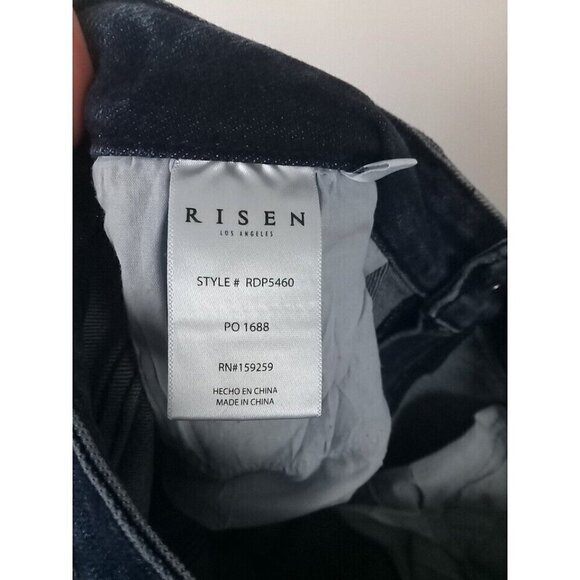 RISEN
LOS ANGELES
STYLE # RDP5460
PO 1688
RN#159259
HECHO EN CHINA
MADE IN CHINA